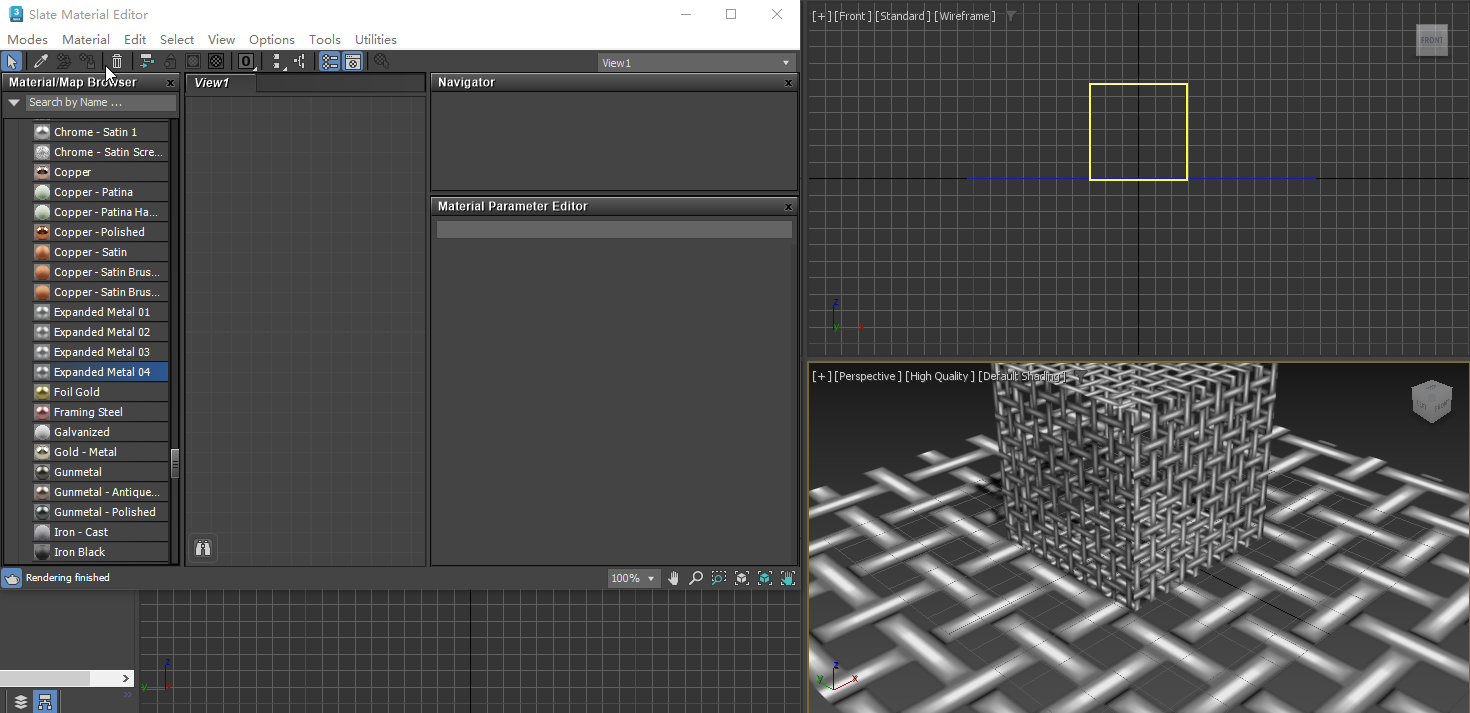 Slate Material Editor
Modes Material Edit Select View Options Tools Utilities
0
View1
Material/Map Browser x
Search by Name ...
Chrome - Satin 1
Chrome - Satin Scre...
Copper
Copper - Patina
Copper - Patina Ha...
Copper - Polished
Copper - Satin
Copper - Satin Brus...
Copper - Satin Brus...
Expanded Metal 01
Expanded Metal 02
Expanded Metal 03
Expanded Metal 04
Foil Gold
Framing Steel
Galvanized
Gold - Metal
Gunmetal
Gunmetal - Antique...
Gunmetal - Polished
Iron - Cast
Iron Black
View1
Navigator x
Material Parameter Editor x
Rendering finished
100%
z
y x
[+] [Front] [Standard] [Wireframe]
FRONT
z
y x
[+] [Perspective] [High Quality] [Default Shading]
LEFT FRONT
z
y x